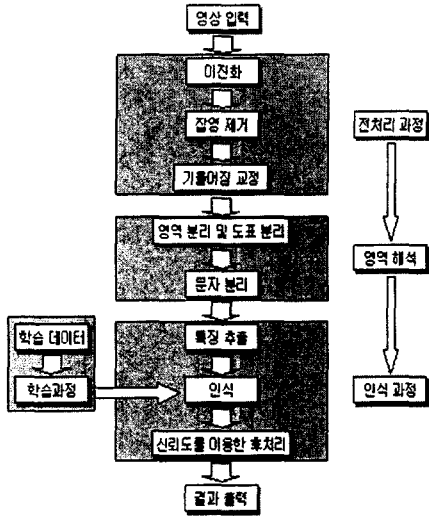 영상 입력
이진화
잡영 제거
기울어짐 교정
전처리 과정
영역 분리 및 도표 분리
문자 분리
영역 해석
학습 데이터
학습과정
특징 추출
인식
신뢰도를 이용한 후처리
인식 과정
결과 출력